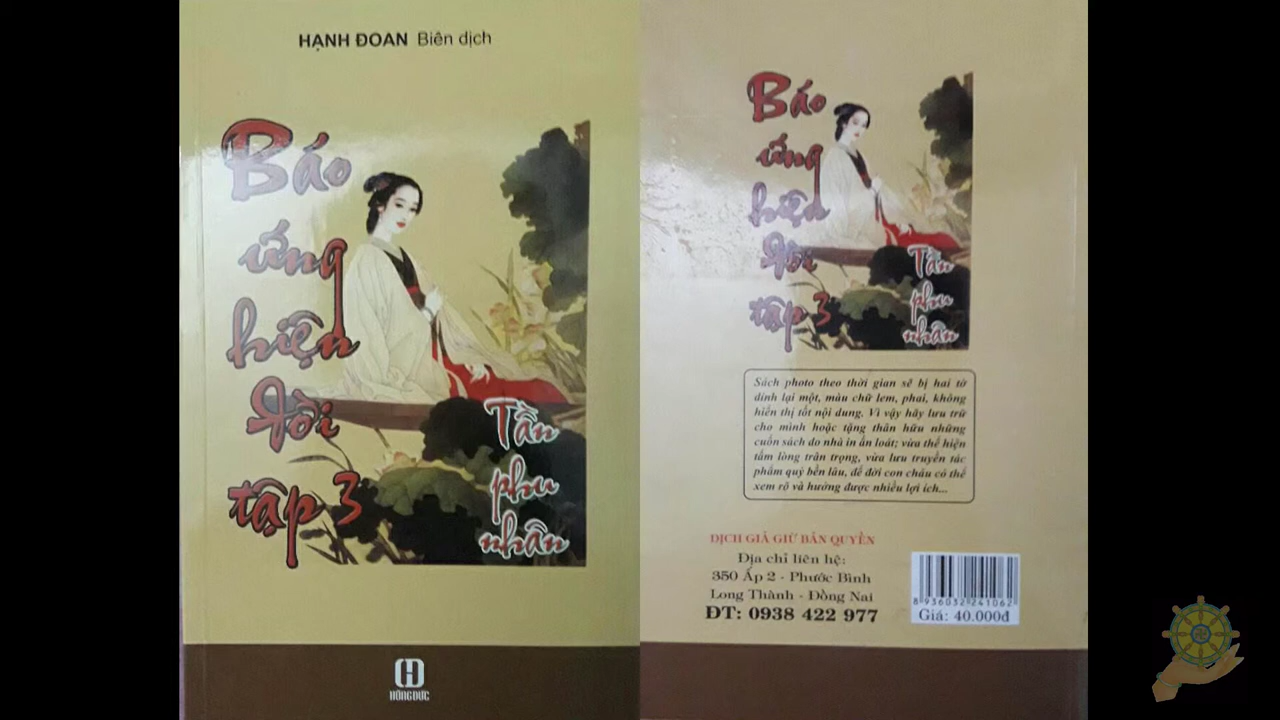 HẠNH ĐOAN Biên dịch
Báo
ứng
hiện
đời
tập 3
Tần
phu
nhân
HỒNG ĐỨC
Báo
ứng
hiện
đời
tập 3
Tần
phu
nhân
Sách photo theo thời gian sẽ bị hai tờ
dính lại một, màu chữ lem, phai, không
hiển thị tốt nội dung. Vì vậy hãy lưu trữ
cho mình hoặc tặng thân hữu những
cuốn sách do nhà in ấn loát; vừa thể hiện
tấm lòng trân trọng, vừa lưu truyền tác
phẩm quý bền lâu, để đời con cháu có thể
xem rõ và hưởng được nhiều lợi ích...
DỊCH GIẢ GIỮ BẢN QUYỀN
Địa chỉ liên hệ:
350 Ấp 2 - Phước Bình
Long Thành - Đồng Nai
ĐT: 0938 422 977
8 936032 241062
Giá: 40.000đ